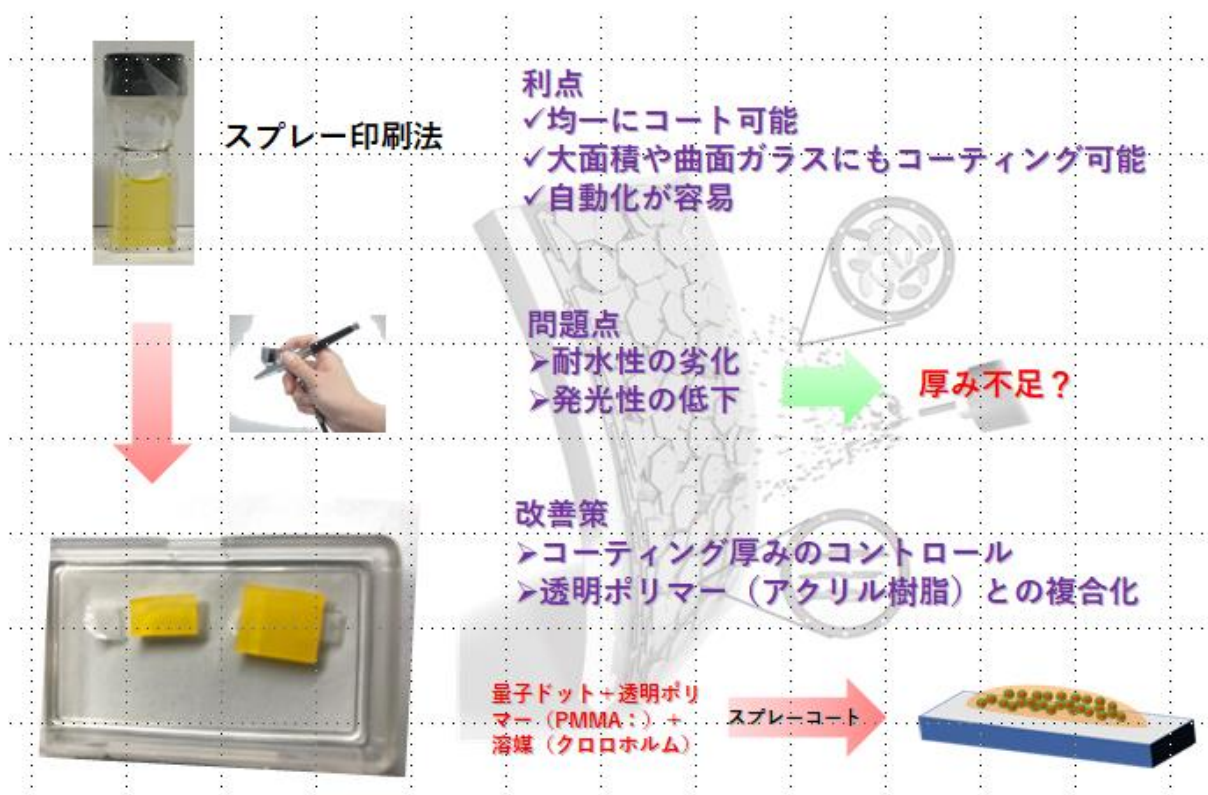 スプレー印刷法
利点
✓均一にコート可能
✓大面積や曲面ガラスにもコーティング可能
✓自動化が容易
問題点
➢耐水性の劣化
➢発光性の低下
厚み不足？
改善策
➢コーティング厚みのコントロール
➢透明ポリマー（アクリル樹脂）との複合化
量子ドット＋透明ポリ
マー（PMMA：）＋
溶媒（クロロホルム）
スプレーコート